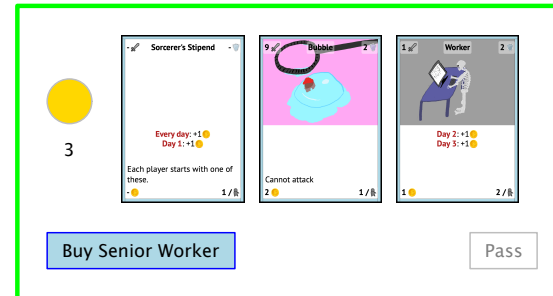 3
- Sorcerer's Stipend -
Every day: +1
Day 1: +1
Each player starts with one of
these.
- 1 /
9 Bubble 2
Cannot attack
2 1 /
1 Worker 2
Day 2: +1
Day 3: +1
1 2 /
Buy Senior Worker
Pass